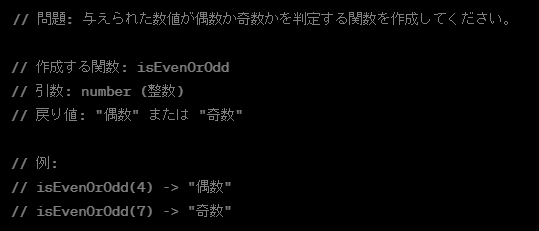 // 問題: 与えられた数値が偶数か奇数かを判定する関数を作成してください。
// 作成する関数: isEvenOrOdd
// 引数: number (整数)
// 戻り値: "偶数" または "奇数"
// 例:
// isEvenOrOdd(4) -> "偶数"
// isEvenOrOdd(7) -> "奇数"